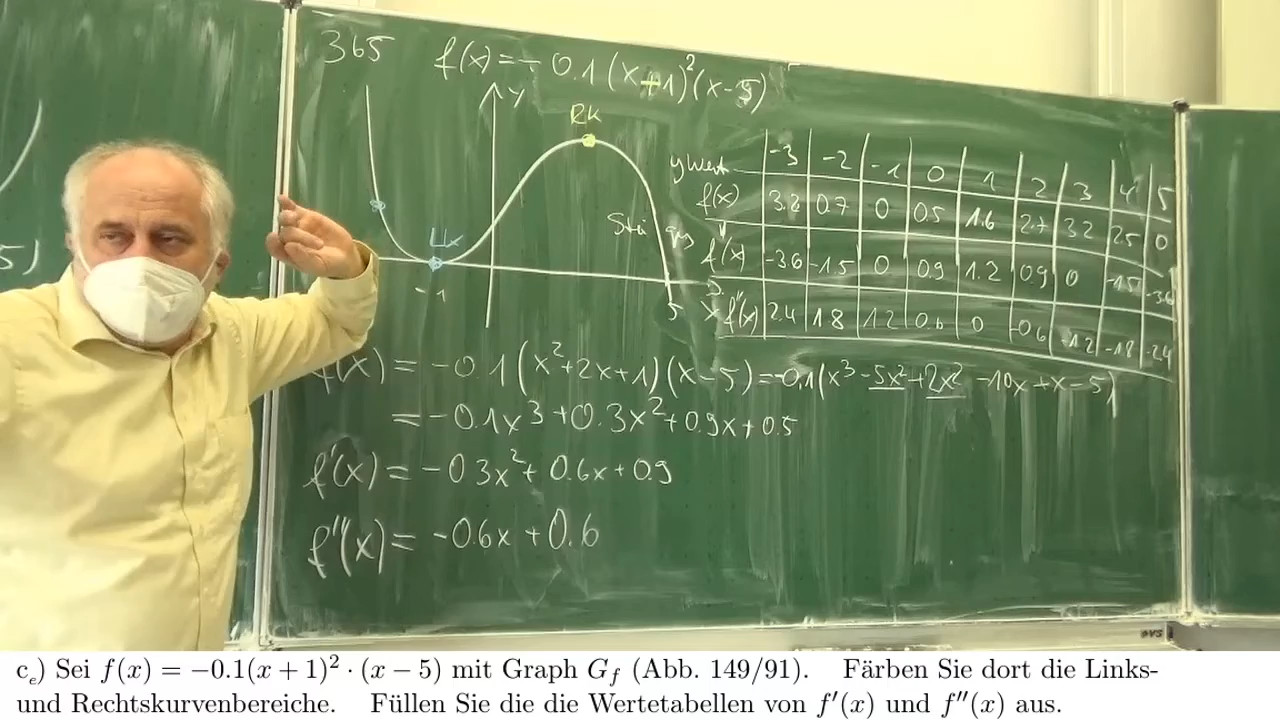 365 f(x)=-0.1(x+1)²(x-5)
y
RK
LK
-1
5
x
y Wert -3 -2 -1 0 1 2 3 4 5
f(x) 3.2 0.7 0 0.5 1.6 2.7 3.2 2.5 0
f'(x) -3.6 -1.5 0 0.9 1.2 0.9 0 -1.5 -3.6
f''(x) 2.4 1.8 1.2 0.6 0 -0.6 -1.2 -1.8 -2.4
f(x) = -0.1(x²+2x+1)(x-5)=-0.1(x³-5x²+2x²-10x+x-5)
= -0.1x³+0.3x²+0.9x+0.5
f'(x) = -0.3x²+0.6x+0.9
f''(x) = -0.6x+0.6
5)
c.) Sei f(x) = −0.1(x + 1)² · (x − 5) mit Graph G_f (Abb. 149/91). Färben Sie dort die Links-
und Rechtskurvenbereiche. Füllen Sie die die Wertetabellen von f′(x) und f″(x) aus.